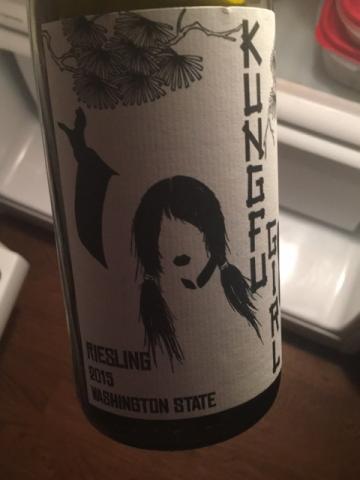 KUNG FU
GIRL
RIESLING
2015
WASHINGTON STATE